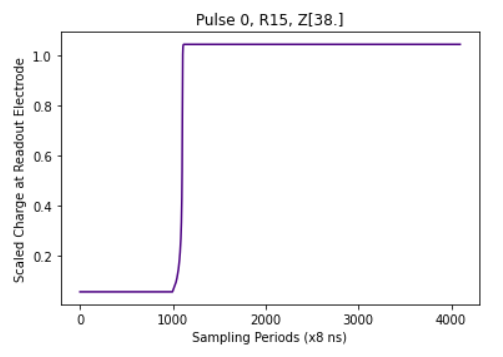 Pulse 0, R15, Z[38.]
Scaled Charge at Readout Electrode
1.0
0.8
0.6
0.4
0.2
0 1000 2000 3000 4000
Sampling Periods (x8 ns)